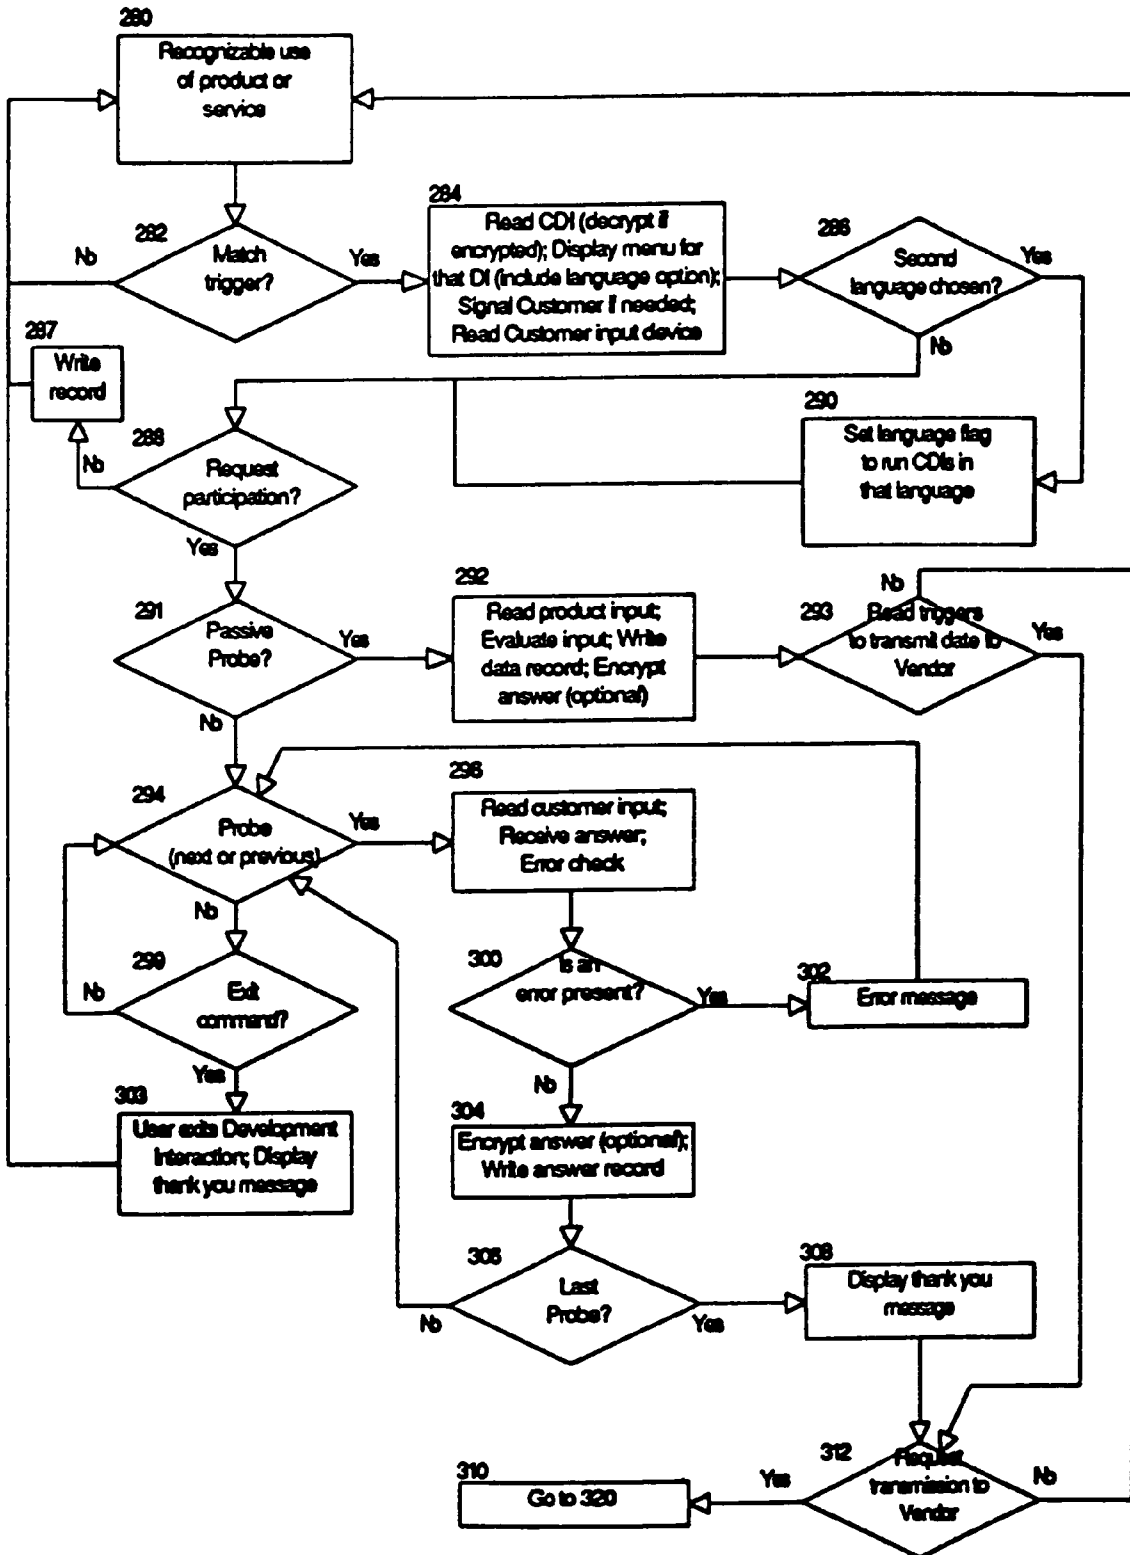 280
Recognizable use
of product or
service
282
Match
trigger?
No
Yes
284
Read CDI (decrypt if
encrypted); Display menu for
that DI (include language option);
Signal Customer if needed;
Read Customer input device
286
Second
language chosen?
Yes
No
287
Write
record
288
Request
participation?
No
Yes
290
Set language flag
to run CDIs in
that language
291
Passive
Probe?
Yes
No
292
Read product input;
Evaluate input; Write
data record; Encrypt
answer (optional)
293
Read triggers
to transmit date to
Vendor
No
Yes
294
Probe
(next or previous)
Yes
No
296
Read customer input;
Receive answer;
Error check
299
Exit
command?
No
Yes
300
Is an
error present?
Yes
No
302
Error message
303
User exits Development
Interaction; Display
thank you message
304
Encrypt answer (optional);
Write answer record
Last
Probe?
No
Yes
308
Display thank you
message
312
Request
transmission to
Vendor
Yes
No
310
Go to 320